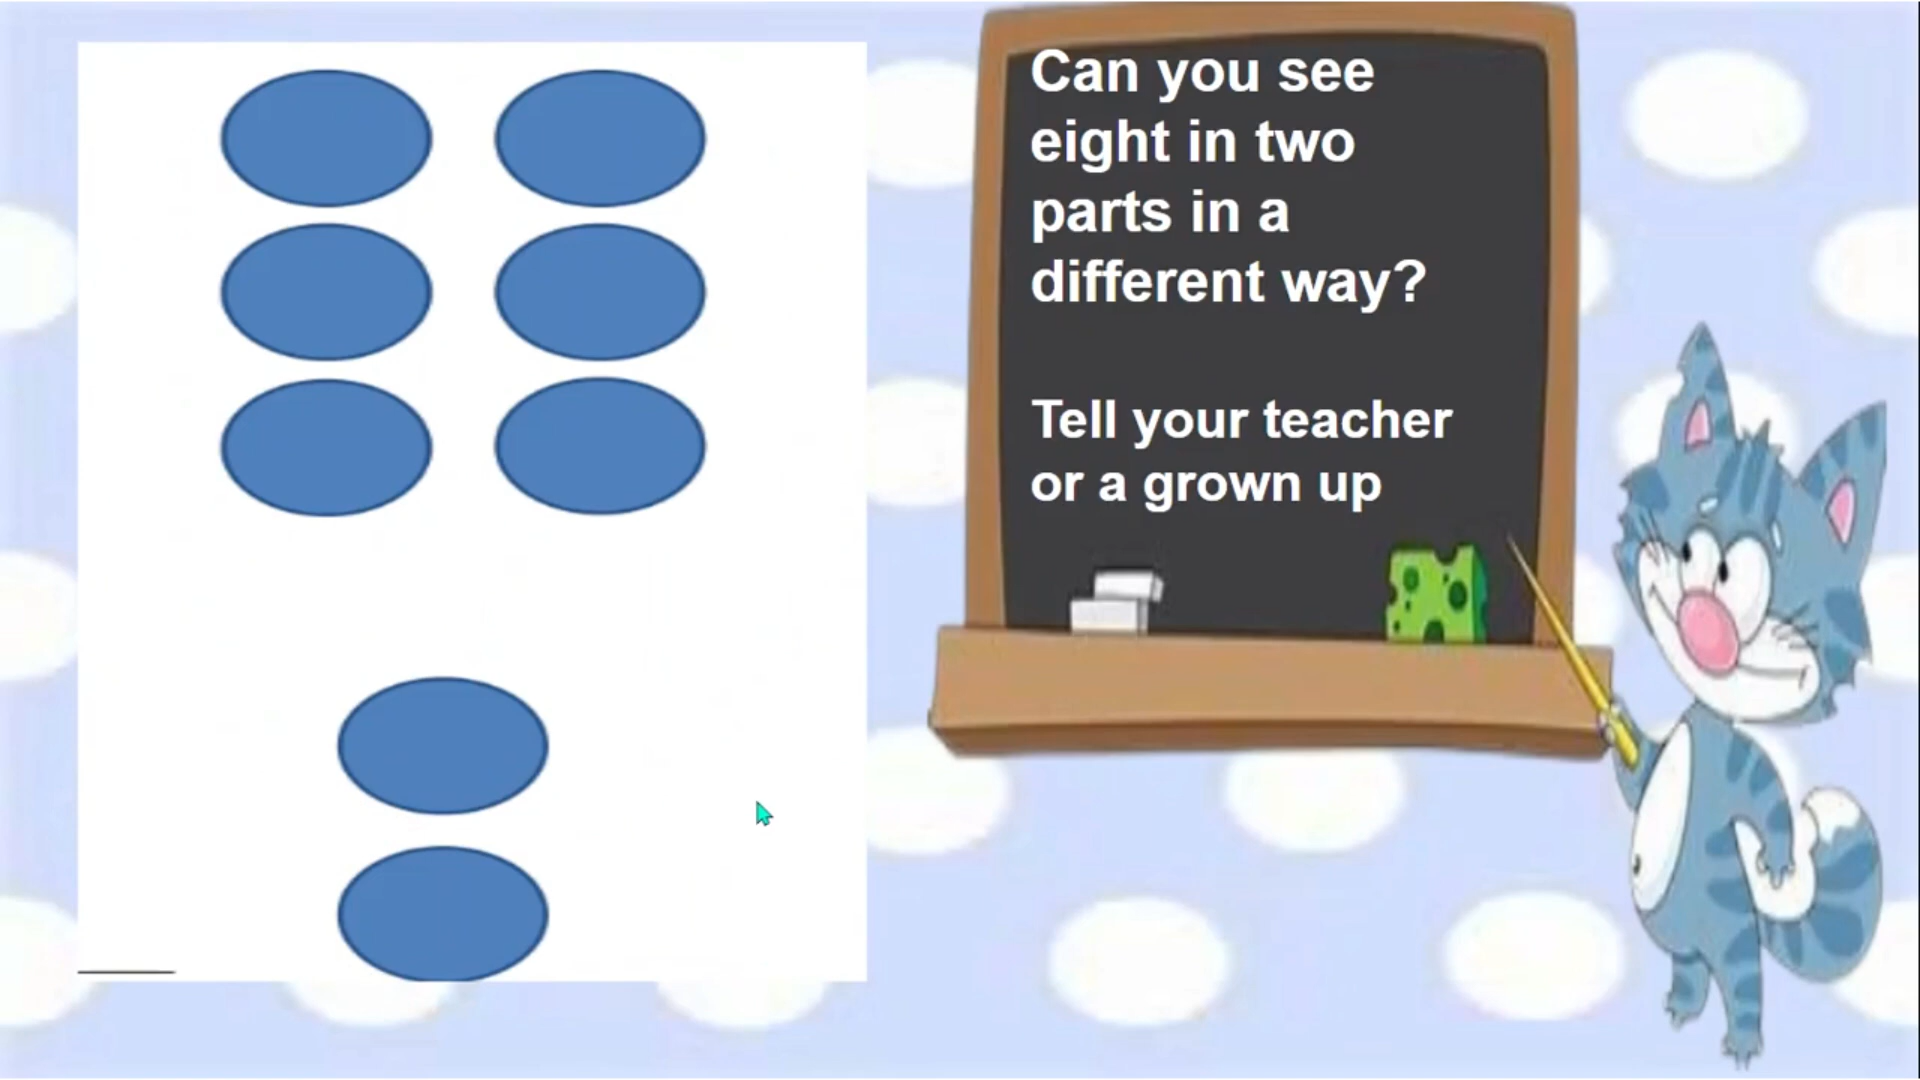 Can you see
eight in two
parts in a
different way?
Tell your teacher
or a grown up